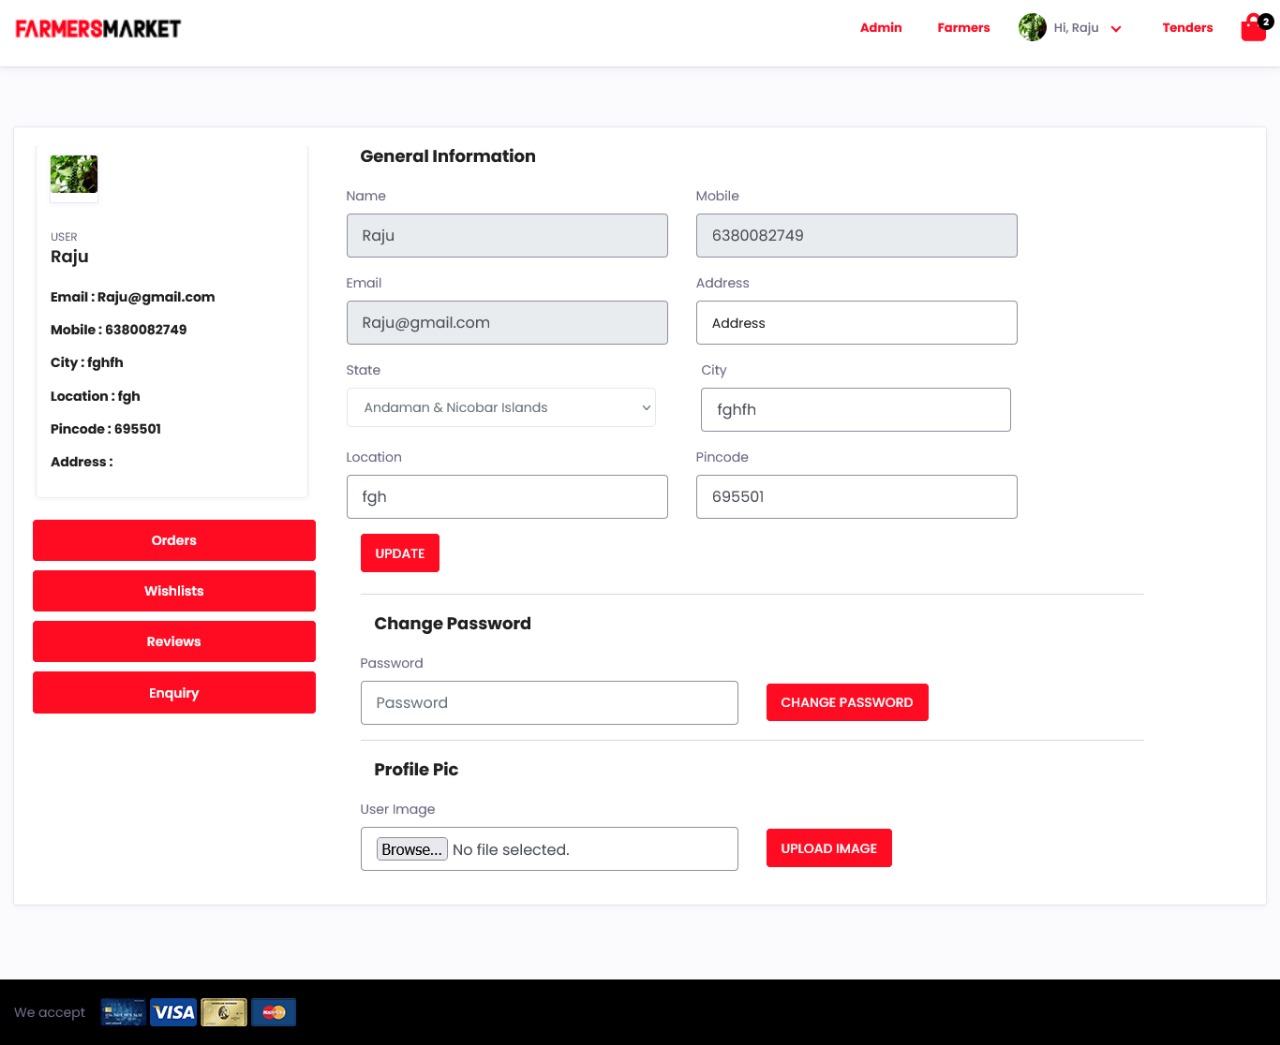 FARMERSMARKET
Admin
Farmers
Hi, Raju
Tenders
2
USER
Raju
Email : Raju@gmail.com
Mobile : 6380082749
City : fghfh
Location : fgh
Pincode : 695501
Address :
Orders
Wishlists
Reviews
Enquiry
General Information
Name
Mobile
Raju
6380082749
Email
Address
Raju@gmail.com
Address
State
City
Andaman & Nicobar Islands
fghfh
Location
Pincode
fgh
695501
UPDATE
Change Password
Password
Password
CHANGE PASSWORD
Profile Pic
User Image
Browse... No file selected.
UPLOAD IMAGE
We accept
VISA